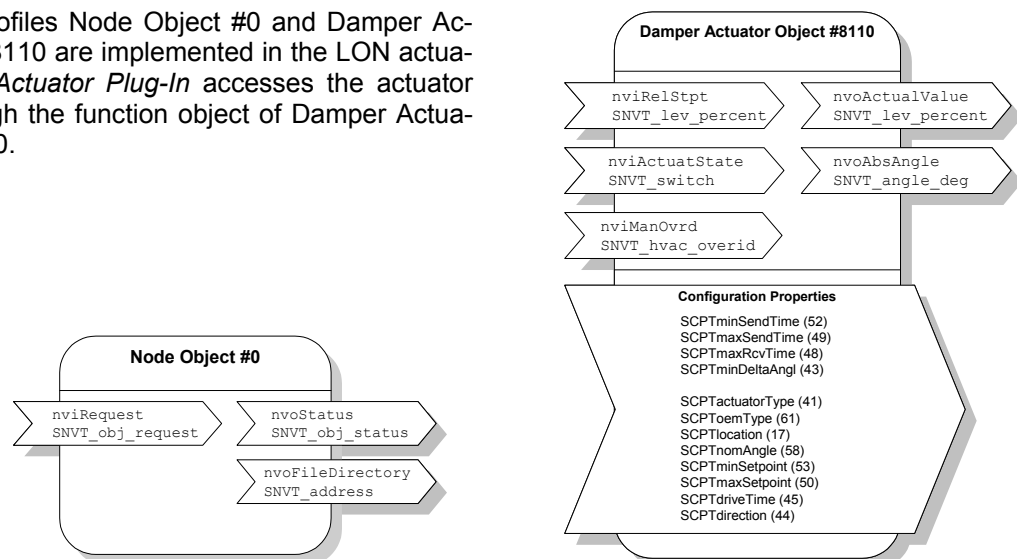 ofiles Node Object #0 and Damper Ac-
8110 are implemented in the LON actua-
Actuator Plug-In accesses the actuator
gh the function object of Damper Actua-
0.
Node Object #0
nviRequest
SNVT_obj_request
nvoStatus
SNVT_obj_status
nvoFileDirectory
SNVT_address
Damper Actuator Object #8110
nviRelStpt
SNVT_lev_percent
nvoActualValue
SNVT_lev_percent
nviActuatState
SNVT_switch
nvoAbsAngle
SNVT_angle_deg
nviManOvrd
SNVT_hvac_overid
Configuration Properties
SCPTminSendTime (52)
SCPTmaxSendTime (49)
SCPTmaxRcvTime (48)
SCPTminDeltaAngl (43)
SCPTactuatorType (41)
SCPToemType (61)
SCPTlocation (17)
SCPTnomAngle (58)
SCPTminSetpoint (53)
SCPTmaxSetpoint (50)
SCPTdriveTime (45)
SCPTdirection (44)